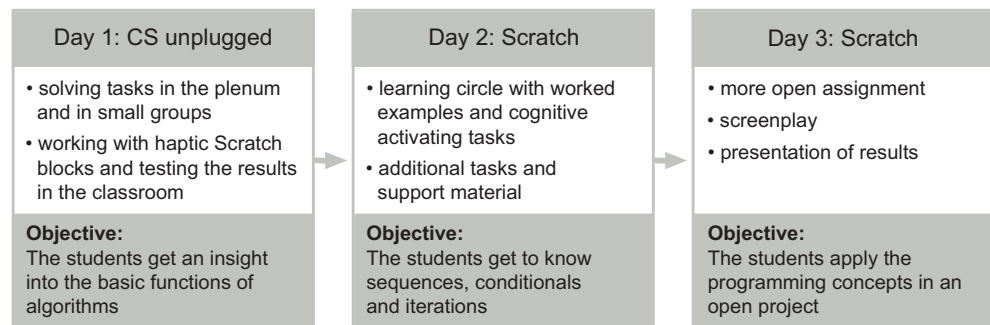 Day 1: CS unplugged
• solving tasks in the plenum
and in small groups
• working with haptic Scratch
blocks and testing the results
in the classroom
Objective:
The students get an insight
into the basic functions of
algorithms
Day 2: Scratch
• learning circle with worked
examples and cognitive
activating tasks
• additional tasks and
support material
Objective:
The students get to know
sequences, conditionals
and iterations
Day 3: Scratch
• more open assignment
• screenplay
• presentation of results
Objective:
The students apply the
programming concepts in an
open project